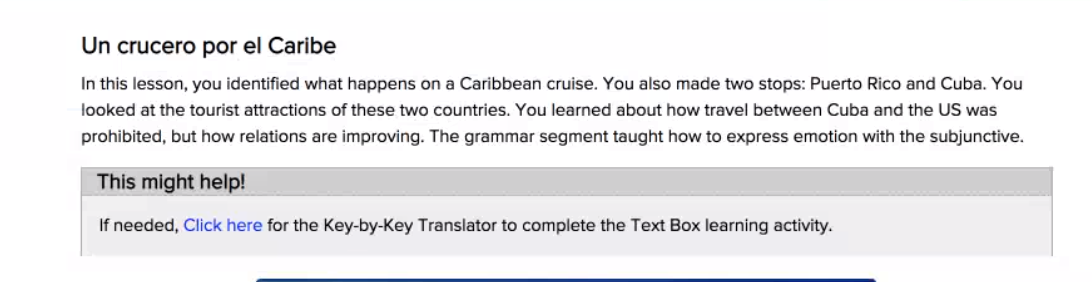 Un crucero por el Caribe
In this lesson, you identified what happens on a Caribbean cruise. You also made two stops: Puerto Rico and Cuba. You
looked at the tourist attractions of these two countries. You learned about how travel between Cuba and the US was
prohibited, but how relations are improving. The grammar segment taught how to express emotion with the subjunctive.
This might help!
If needed, Click here for the Key-by-Key Translator to complete the Text Box learning activity.